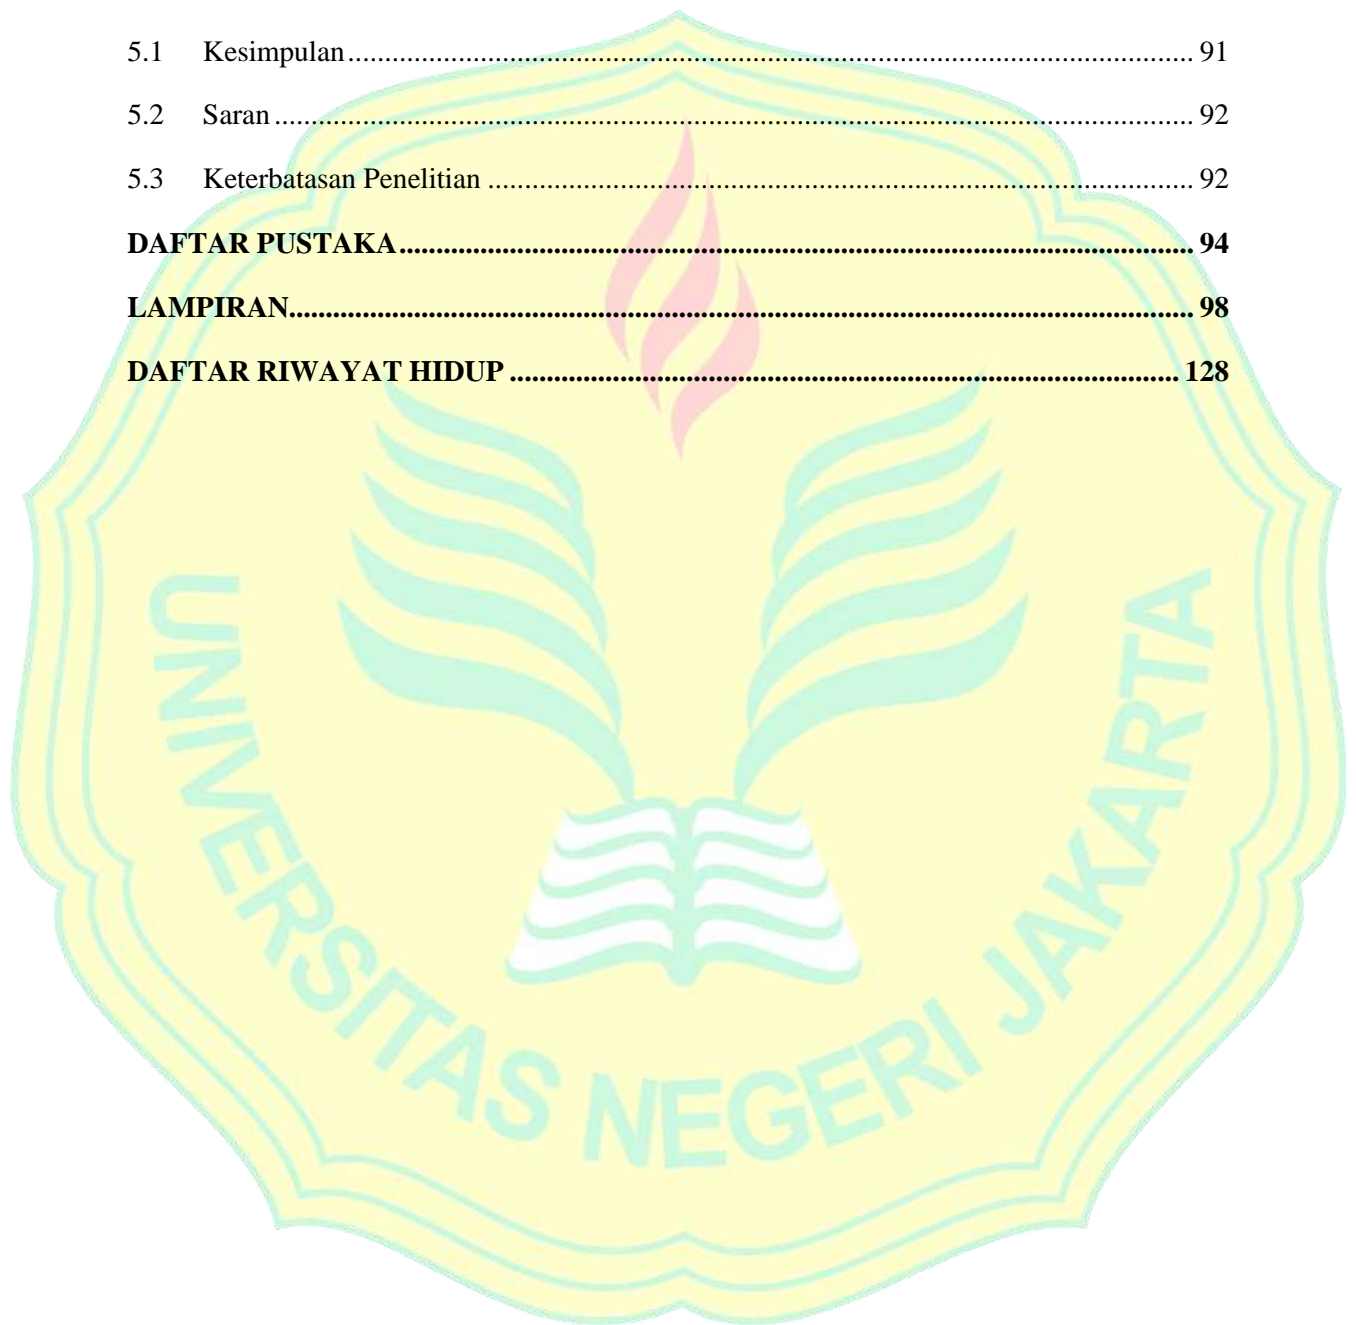 5.1 Kesimpulan ........................................................................................................ 91
5.2 Saran ........................................................................................................ 92
5.3 Keterbatasan Penelitian ........................................................................................................ 92
DAFTAR PUSTAKA ........................................................................................................ 94
LAMPIRAN ........................................................................................................ 98
DAFTAR RIWAYAT HIDUP ........................................................................................................ 128
UNIVERSITAS NEGERI JAKARTA